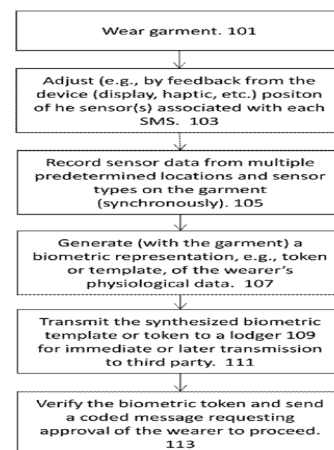 Wear garment. 101
Adjust (e.g., by feedback from the
device (display, haptic, etc.) positon
of he sensor(s) associated with each
SMS. 103
Record sensor data from multiple
predetermined locations and sensor
types on the garment
(synchronously). 105
Generate (with the garment) a
biometric representation, e.g., token
or template, of the wearer's
physiological data. 107
Transmit the synthesized biometric
template or token to a lodger 109
for immediate or later transmission
to third party. 111
Verify the biometric token and send
a coded message requesting
approval of the wearer to proceed.
113